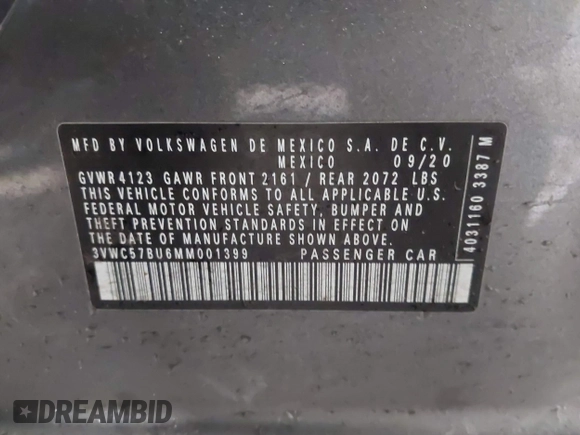 MFD BY VOLKSWAGEN DE MEXICO S.A. DE C.V.
MEXICO 09/20
GVWR 4123 GAWR FRONT 2161 / REAR 2072 LBS
THIS VEHICLE CONFORMS TO ALL APPLICABLE U.S.
FEDERAL MOTOR VEHICLE SAFETY, BUMPER AND
THEFT PREVENTION STANDARDS IN EFFECT ON
THE DATE OF MANUFACTURE SHOWN ABOVE.
3VWC57BU6MM001399 PASSENGER CAR
4031160 3387 M
DREAMBID